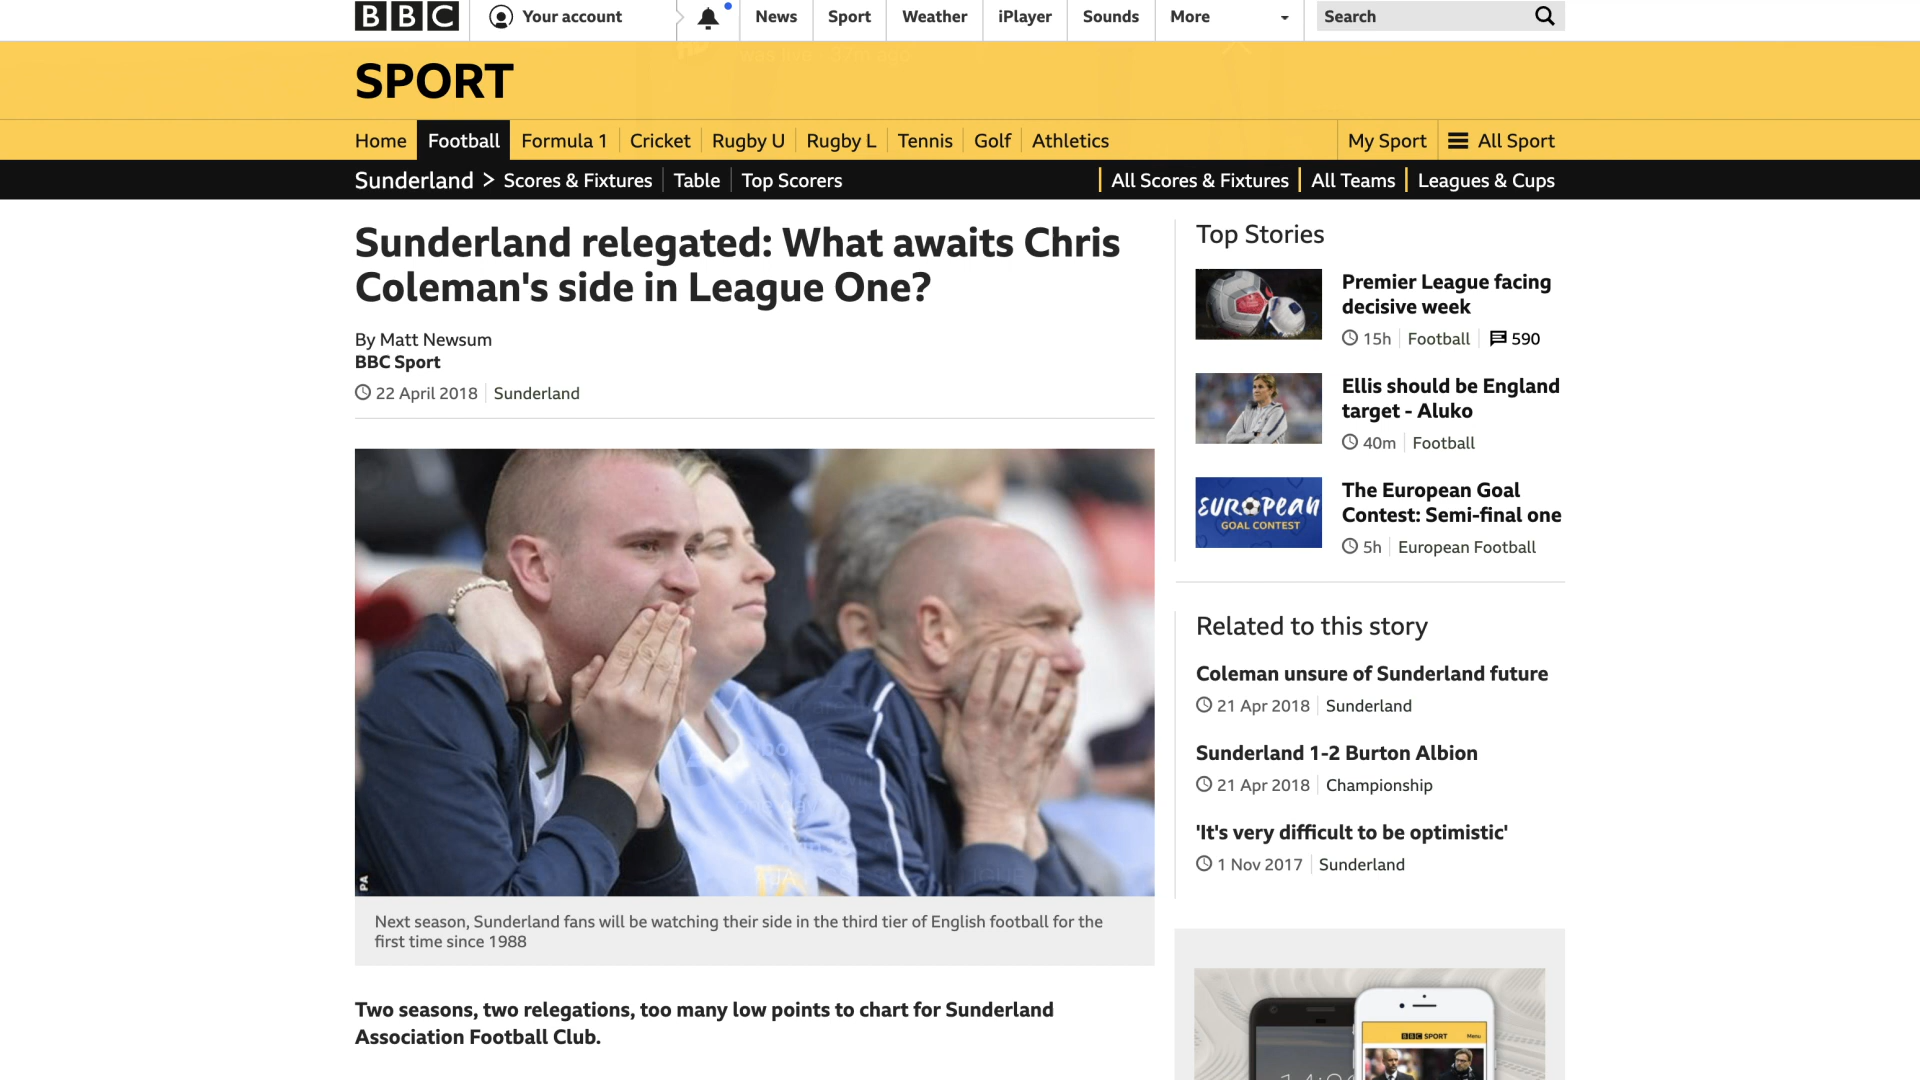 BBC
Your account
News
Sport
Weather
iPlayer
Sounds
More
Search
SPORT
Home
Football
Formula 1
Cricket
Rugby U
Rugby L
Tennis
Golf
Athletics
My Sport
All Sport
Sunderland
Scores & Fixtures
Table
Top Scorers
All Scores & Fixtures
All Teams
Leagues & Cups
Sunderland relegated: What awaits Chris
Coleman's side in League One?
By Matt Newsum
BBC Sport
22 April 2018
Sunderland
PA
Next season, Sunderland fans will be watching their side in the third tier of English football for the
first time since 1988
Two seasons, two relegations, too many low points to chart for Sunderland
Association Football Club.
Top Stories
Premier League facing
decisive week
15h
Football
590
Ellis should be England
target - Aluko
40m
Football
EUROPEAN
GOAL CONTEST
The European Goal
Contest: Semi-final one
5h
European Football
Related to this story
Coleman unsure of Sunderland future
21 Apr 2018
Sunderland
Sunderland 1-2 Burton Albion
21 Apr 2018
Championship
'It's very difficult to be optimistic'
1 Nov 2017
Sunderland
BBC SPORT
Menu